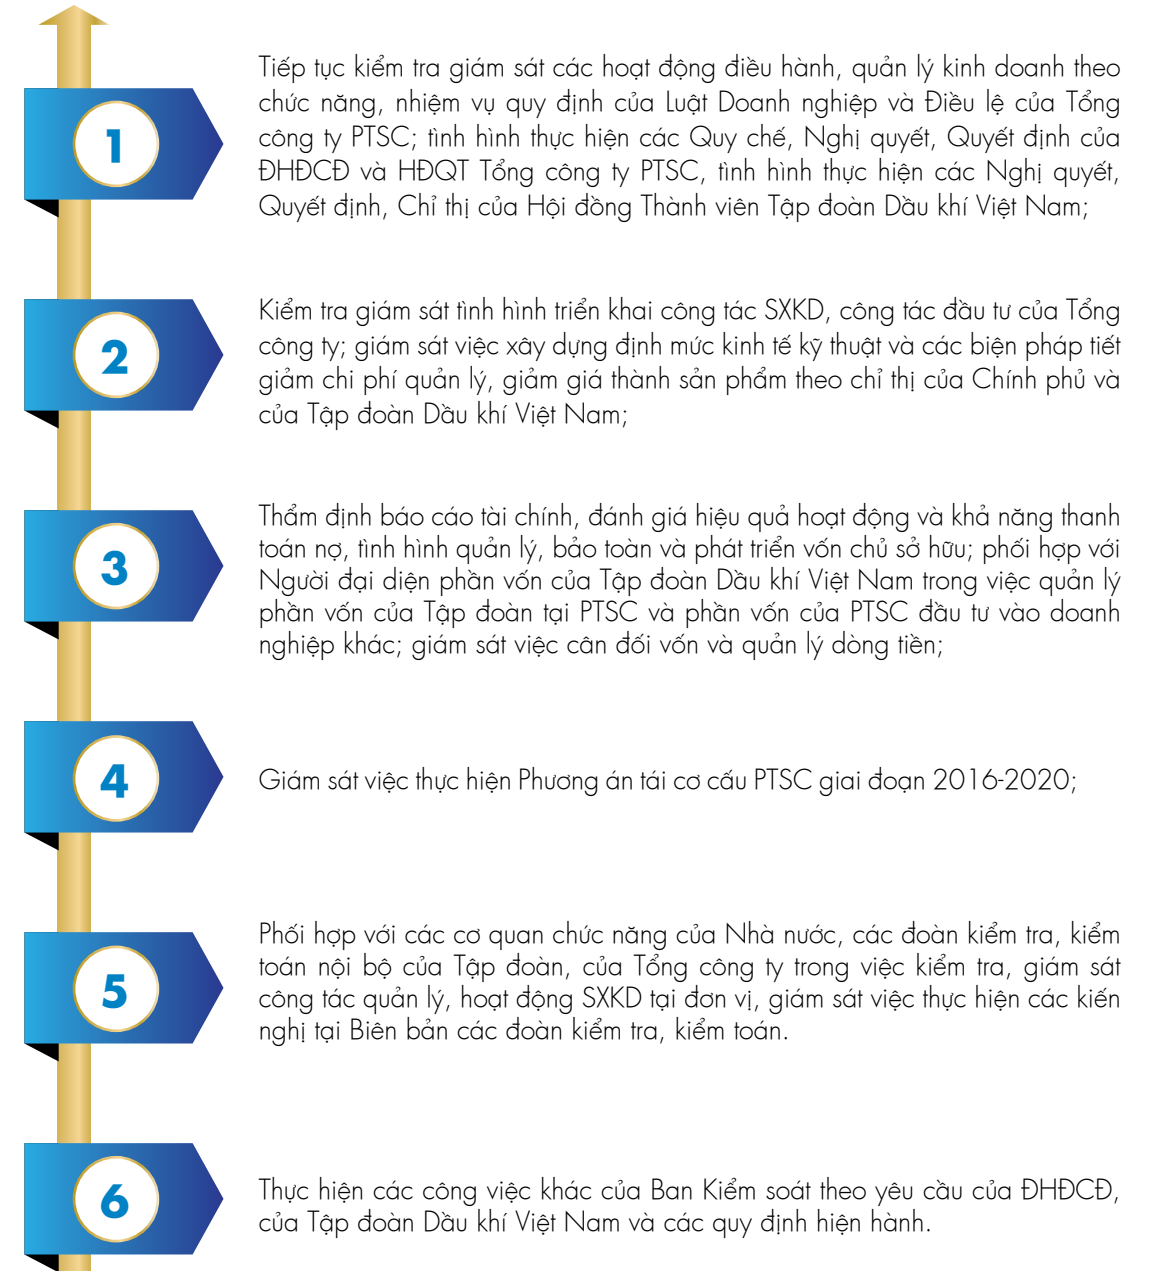 1
Tiếp tục kiểm tra giám sát các hoạt động điều hành, quản lý kinh doanh theo
chức năng, nhiệm vụ quy định của Luật Doanh nghiệp và Điều lệ của Tổng
công ty PTSC; tình hình thực hiện các Quy chế, Nghị quyết, Quyết định của
ĐHĐCĐ và HĐQT Tổng công ty PTSC, tình hình thực hiện các Nghị quyết,
Quyết định, Chỉ thị của Hội đồng Thành viên Tập đoàn Dầu khí Việt Nam;
2
Kiểm tra giám sát tình hình triển khai công tác SXKD, công tác đầu tư của Tổng
công ty; giám sát việc xây dựng định mức kinh tế kỹ thuật và các biện pháp tiết
giảm chi phí quản lý, giảm giá thành sản phẩm theo chỉ thị của Chính phủ và
của Tập đoàn Dầu khí Việt Nam;
3
Thẩm định báo cáo tài chính, đánh giá hiệu quả hoạt động và khả năng thanh
toán nợ, tình hình quản lý, bảo toàn và phát triển vốn chủ sở hữu; phối hợp với
Người đại diện phần vốn của Tập đoàn Dầu khí Việt Nam trong việc quản lý
phần vốn của Tập đoàn tại PTSC và phần vốn của PTSC đầu tư vào doanh
nghiệp khác; giám sát việc cân đối vốn và quản lý dòng tiền;
4
Giám sát việc thực hiện Phương án tái cơ cấu PTSC giai đoạn 2016-2020;
5
Phối hợp với các cơ quan chức năng của Nhà nước, các đoàn kiểm tra, kiểm
toán nội bộ của Tập đoàn, của Tổng công ty trong việc kiểm tra, giám sát
công tác quản lý, hoạt động SXKD tại đơn vị, giám sát việc thực hiện các kiến
nghị tại Biên bản các đoàn kiểm tra, kiểm toán.
6
Thực hiện các công việc khác của Ban Kiểm soát theo yêu cầu của ĐHĐCĐ,
của Tập đoàn Dầu khí Việt Nam và các quy định hiện hành.